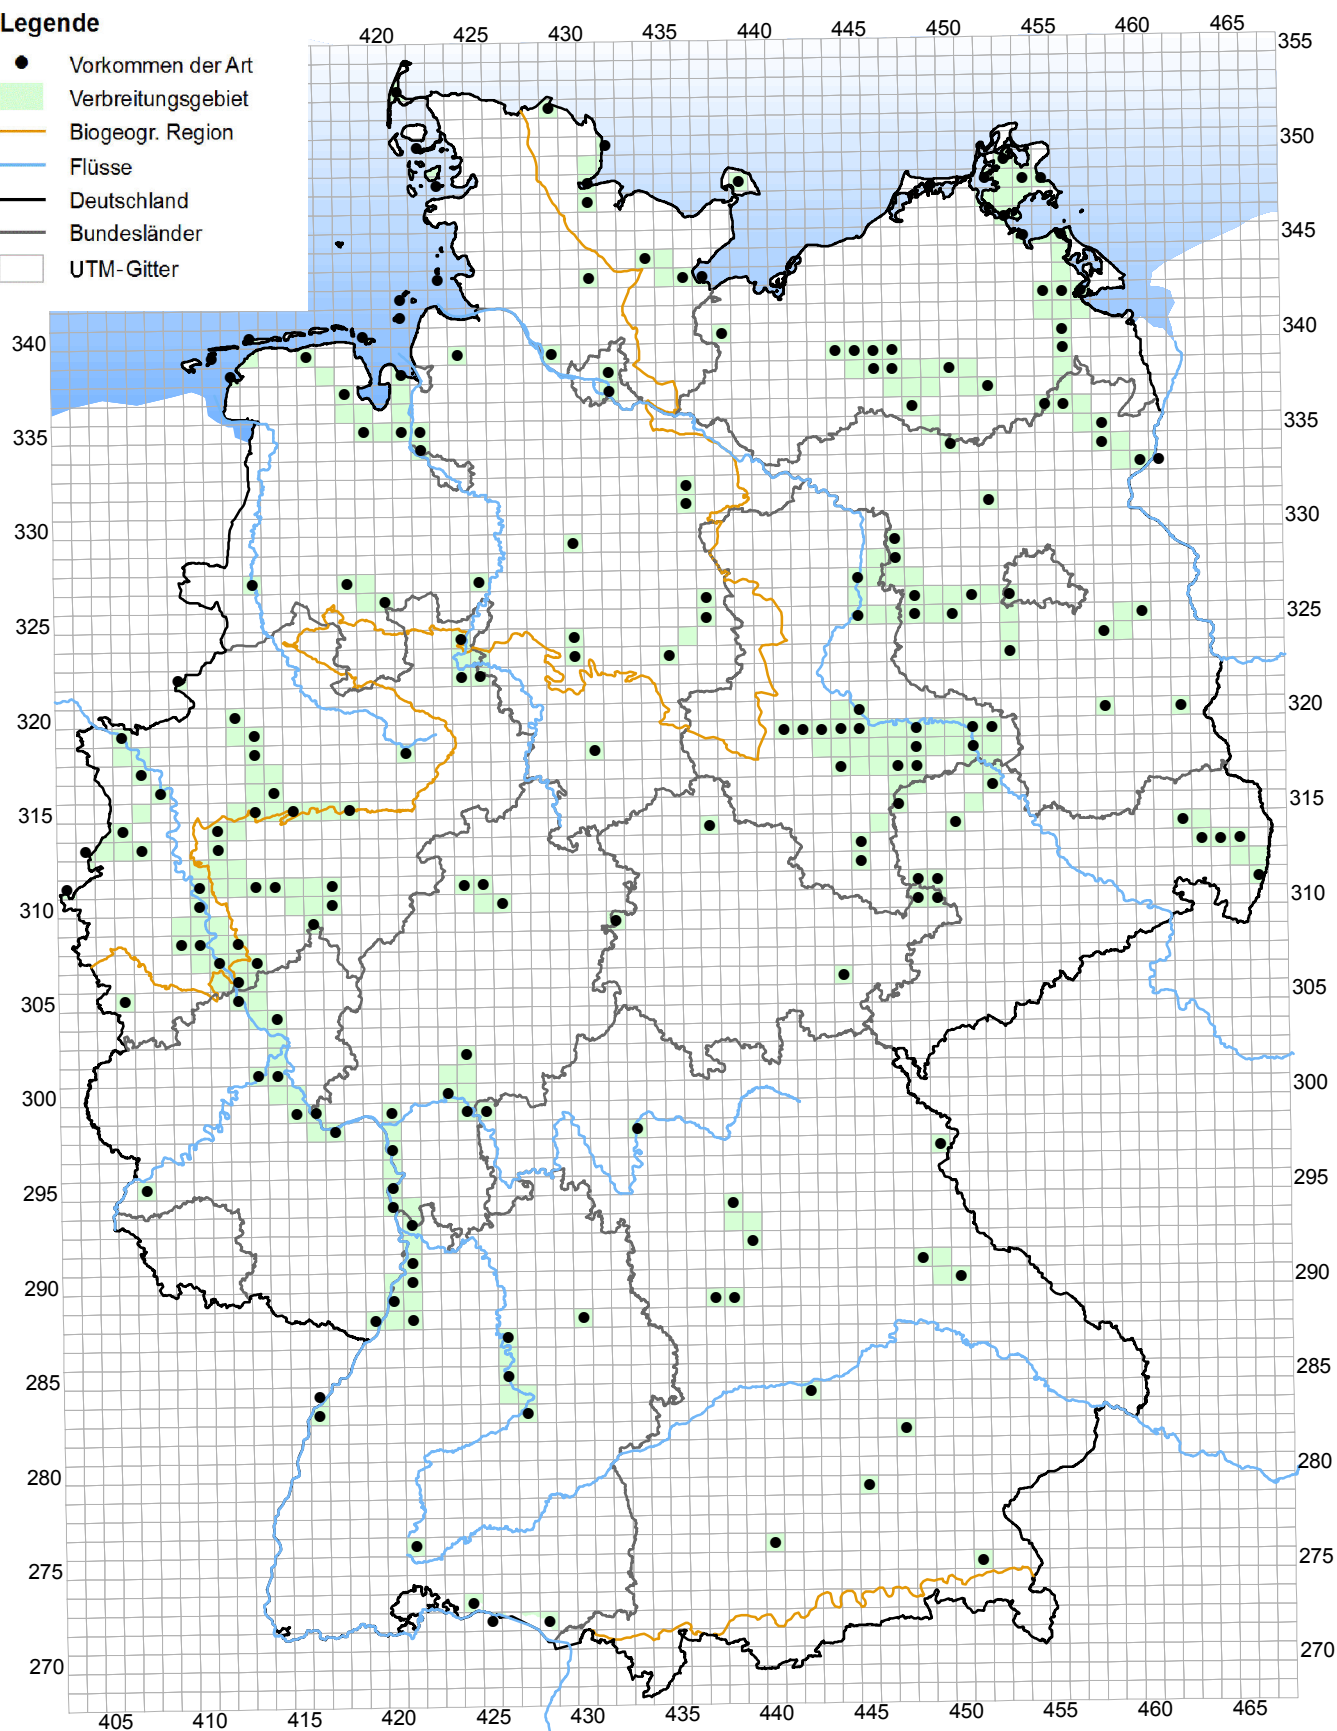 Legende
Vorkommen der Art
Verbreitungsgebiet
Biogeogr. Region
Flüsse
Deutschland
Bundesländer
UTM-Gitter
420 425 430 435 440 445 450 455 460 465
355
350
345
340 340
335 335
330 330
325 325
320 320
315 315
310 310
305 305
300 300
295 295
290 290
285 285
280 280
275 275
270 270
405 410 415 420 425 430 435 440 445 450 455 460 465